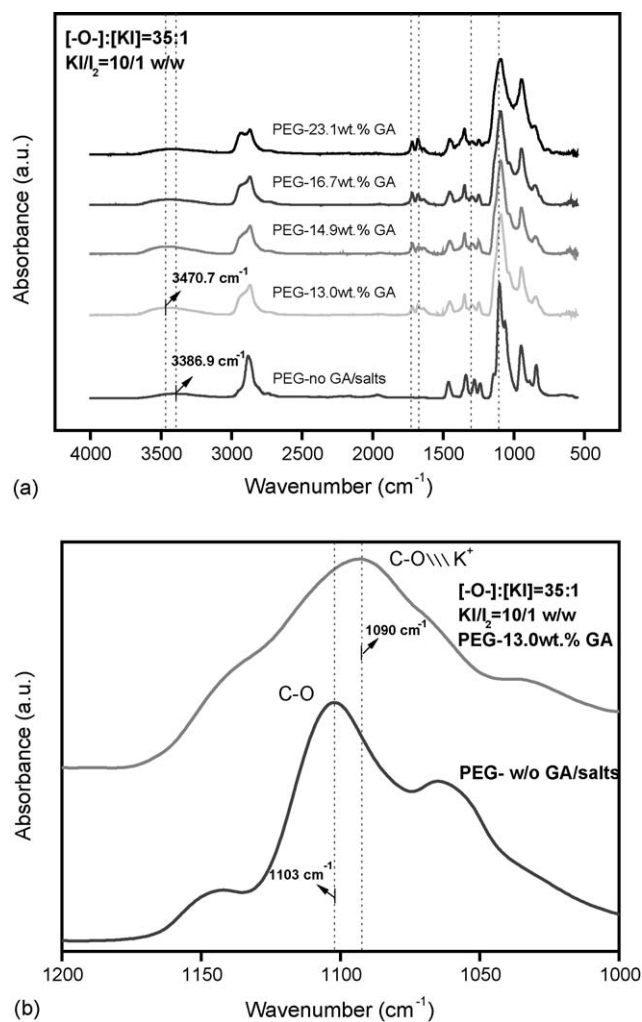 [-O-]:[KI]=35:1
KI/I₂=10/1 w/w
PEG-23.1wt.% GA
PEG-16.7wt.% GA
PEG-14.9wt.% GA
3470.7 cm⁻¹
PEG-13.0wt.% GA
3386.9 cm⁻¹
PEG-no GA/salts
Absorbance (a.u.)
4000 3500 3000 2500 2000 1500 1000 500
Wavenumber (cm⁻¹)
(a)
C-O\\\K⁺
[-O-]:[KI]=35:1
KI/I₂=10/1 w/w
PEG-13.0wt.% GA
1090 cm⁻¹
C-O
PEG- w/o GA/salts
1103 cm⁻¹
Absorbance (a.u.)
1200 1150 1100 1050 1000
Wavenumber (cm⁻¹)
(b)